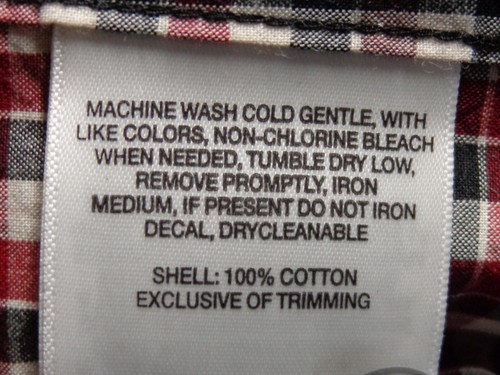 MACHINE WASH COLD GENTLE, WITH
LIKE COLORS, NON-CHLORINE BLEACH
WHEN NEEDED, TUMBLE DRY LOW,
REMOVE PROMPTLY, IRON
MEDIUM, IF PRESENT DO NOT IRON
DECAL, DRYCLEANABLE
SHELL: 100% COTTON
EXCLUSIVE OF TRIMMING